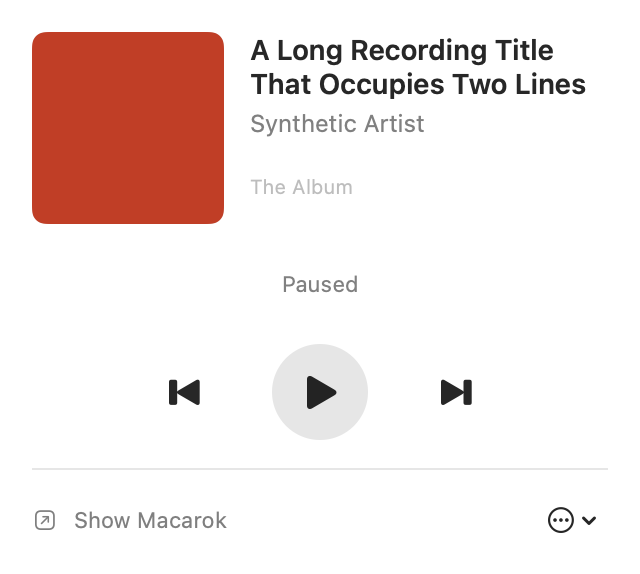 A Long Recording Title
That Occupies Two Lines
Synthetic Artist
The Album
Paused
Show Macarok